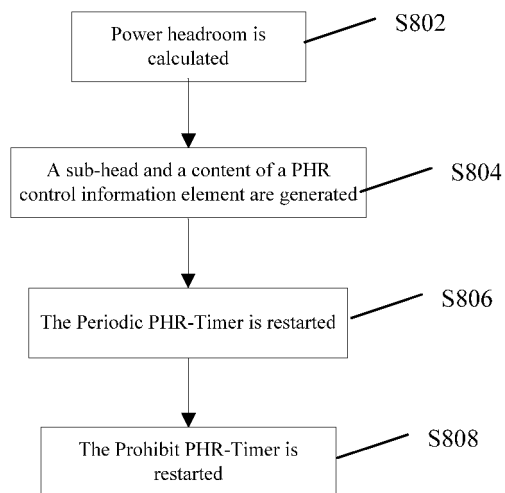 Power headroom is
calculated
S802
A sub-head and a content of a PHR
control information element are generated
S804
The Periodic PHR-Timer is restarted
S806
The Prohibit PHR-Timer is
restarted
S808